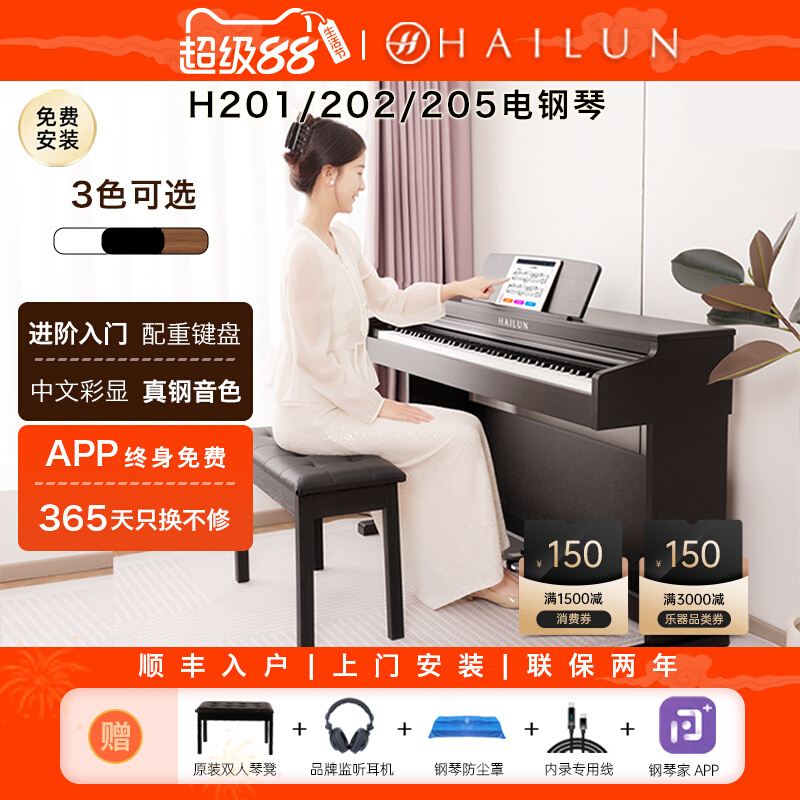 超级88
生活节
HAILUN
H201/202/205电钢琴
免费
安装
3色可选
进阶入门 配重键盘
中文彩显 真钢音色
APP终身免费
365天只换不修
HAILUN
¥150
满1500减
消费券
¥150
满3000减
乐器品类券
顺丰入户|上门安装|联保两年
赠
原装双人琴凳 + 品牌监听耳机 + 钢琴防尘罩 + 内录专用线 + 钢琴家 APP